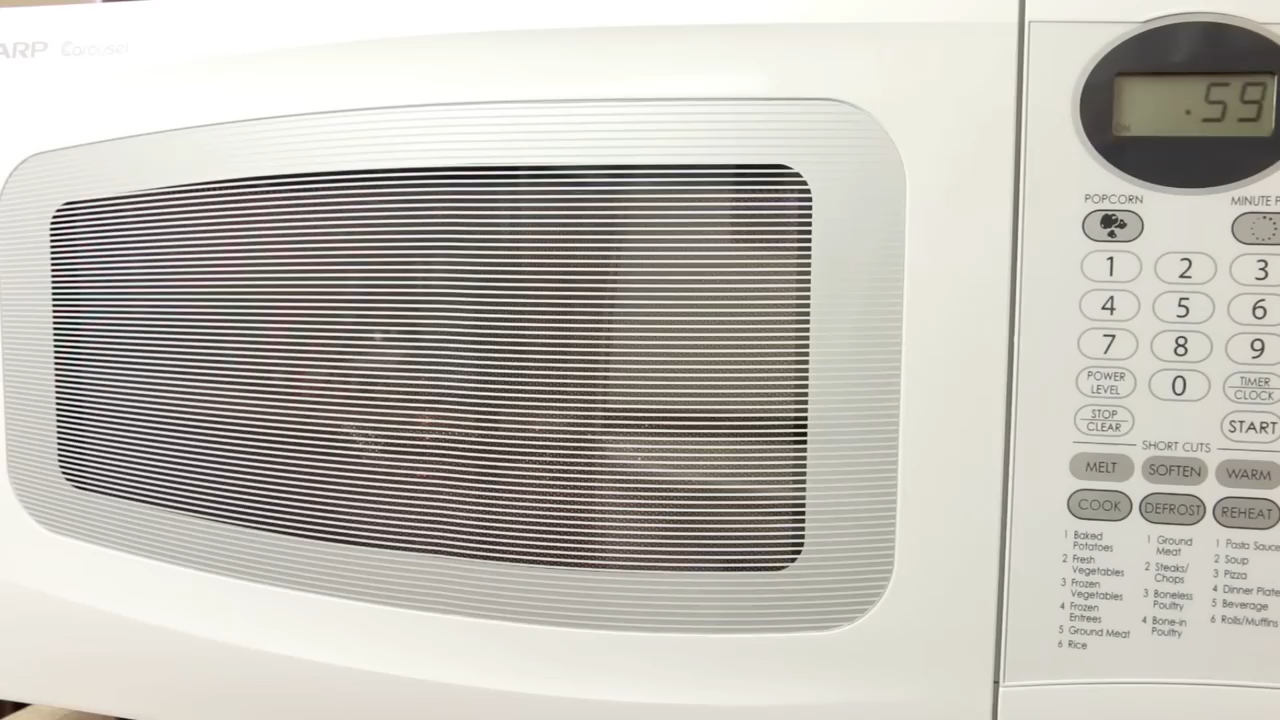 ARP Carousel
.59
ON
POPCORN
MINUTE P
1 2 3
4 5 6
7 8 9
POWER LEVEL
0
TIMER CLOCK
STOP CLEAR
START
SHORT CUTS
MELT SOFTEN WARM
COOK DEFROST REHEAT
1 Baked
Potatoes
2 Fresh
Vegetables
3 Frozen
Vegetables
4 Frozen
Entrees
5 Ground Meat
6 Rice
1 Ground
Meat
2 Steaks/
Chops
3 Boneless
Poultry
4 Bone-in
Poultry
1 Pasta Sauce
2 Soup
3 Pizza
4 Dinner Plate
5 Beverage
6 Rolls/Muffins